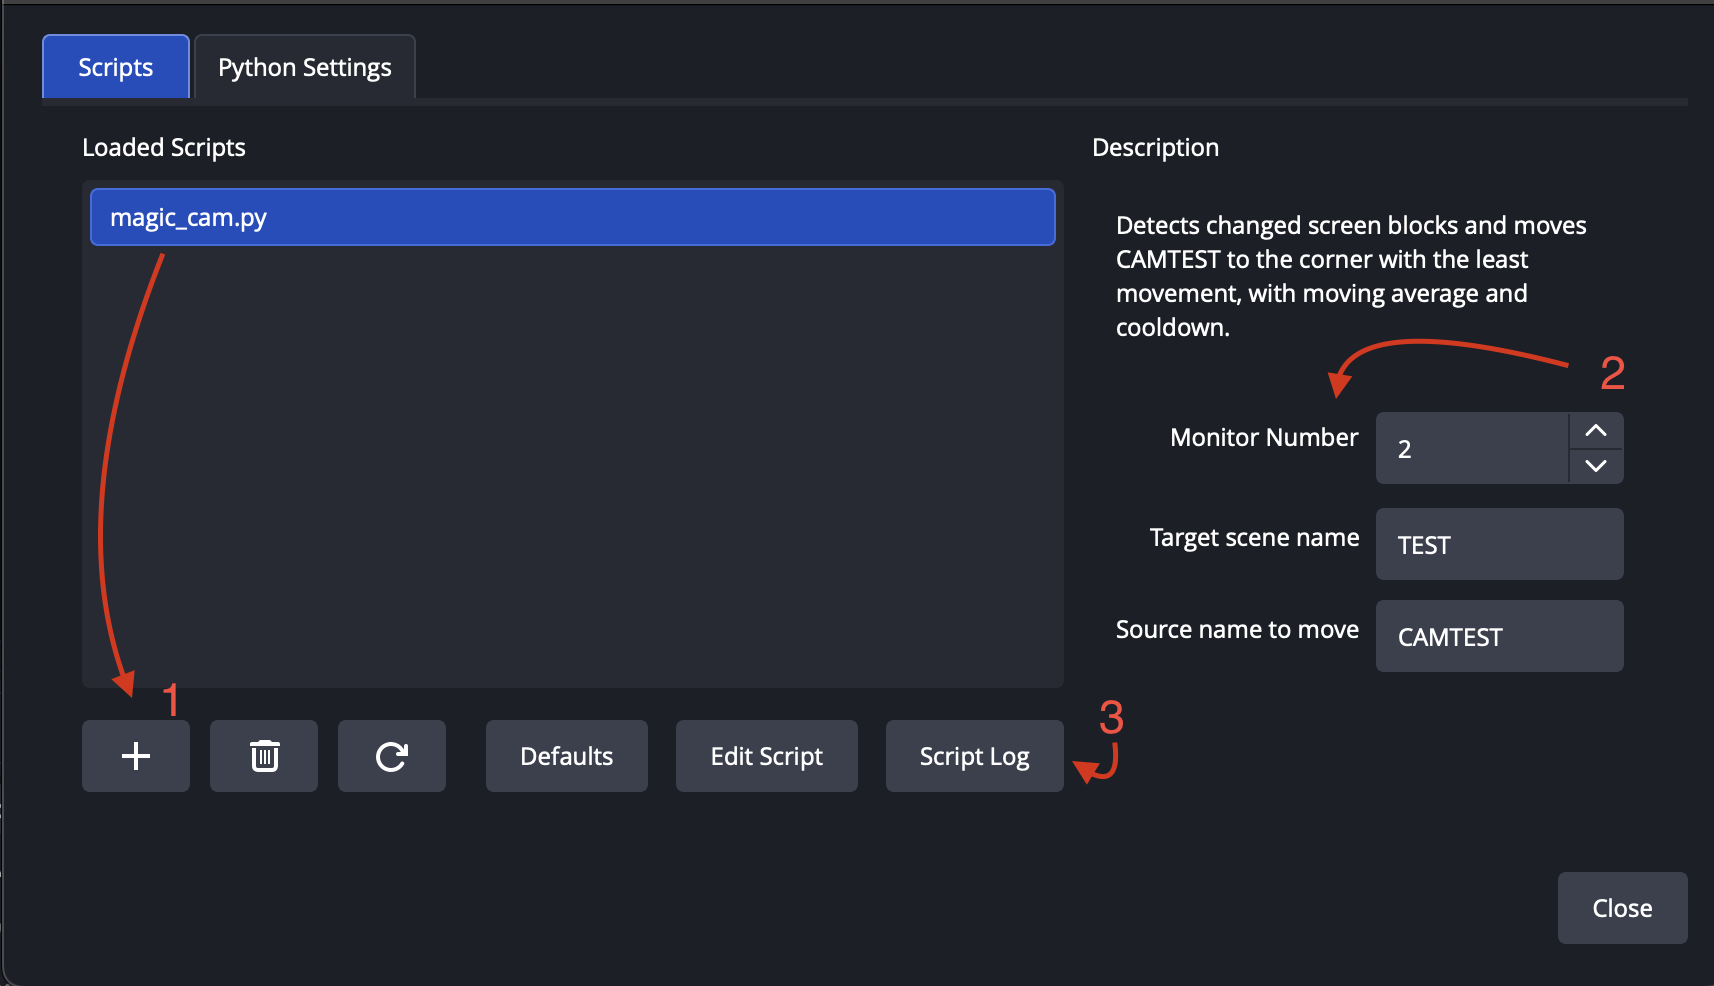 Scripts
Python Settings
Loaded Scripts
magic_cam.py
1
Defaults
Edit Script
Script Log
3
Description
Detects changed screen blocks and moves
CAMTEST to the corner with the least
movement, with moving average and
cooldown.
2
Monitor Number
2
Target scene name
TEST
Source name to move
CAMTEST
Close